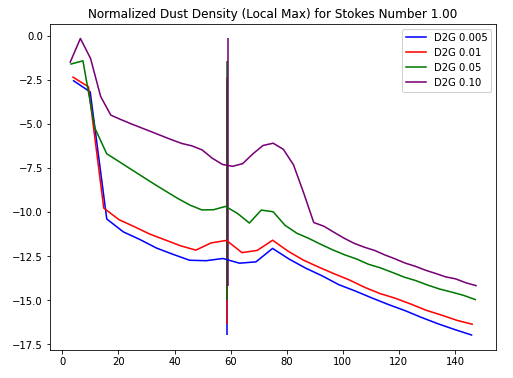 Normalized Dust Density (Local Max) for Stokes Number 1.00
D2G 0.005
D2G 0.01
D2G 0.05
D2G 0.10
0.0
−2.5
−5.0
−7.5
−10.0
−12.5
−15.0
−17.5
0 20 40 60 80 100 120 140